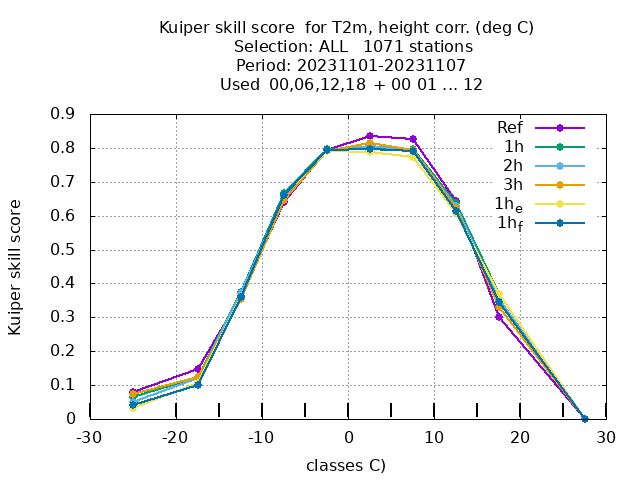 Kuiper skill score  for T2m, height corr. (deg C)
Selection: ALL   1071 stations
Period: 20231101-20231107
Used  00,06,12,18  + 00 01 ... 12
0.9
0.8
0.7
0.6
0.5
0.4
0.3
0.2
0.1
0
Kuiper skill score
Ref
1h
2h
3h
1he
1hf
-30 -20 -10 0 10 20 30
classes C)